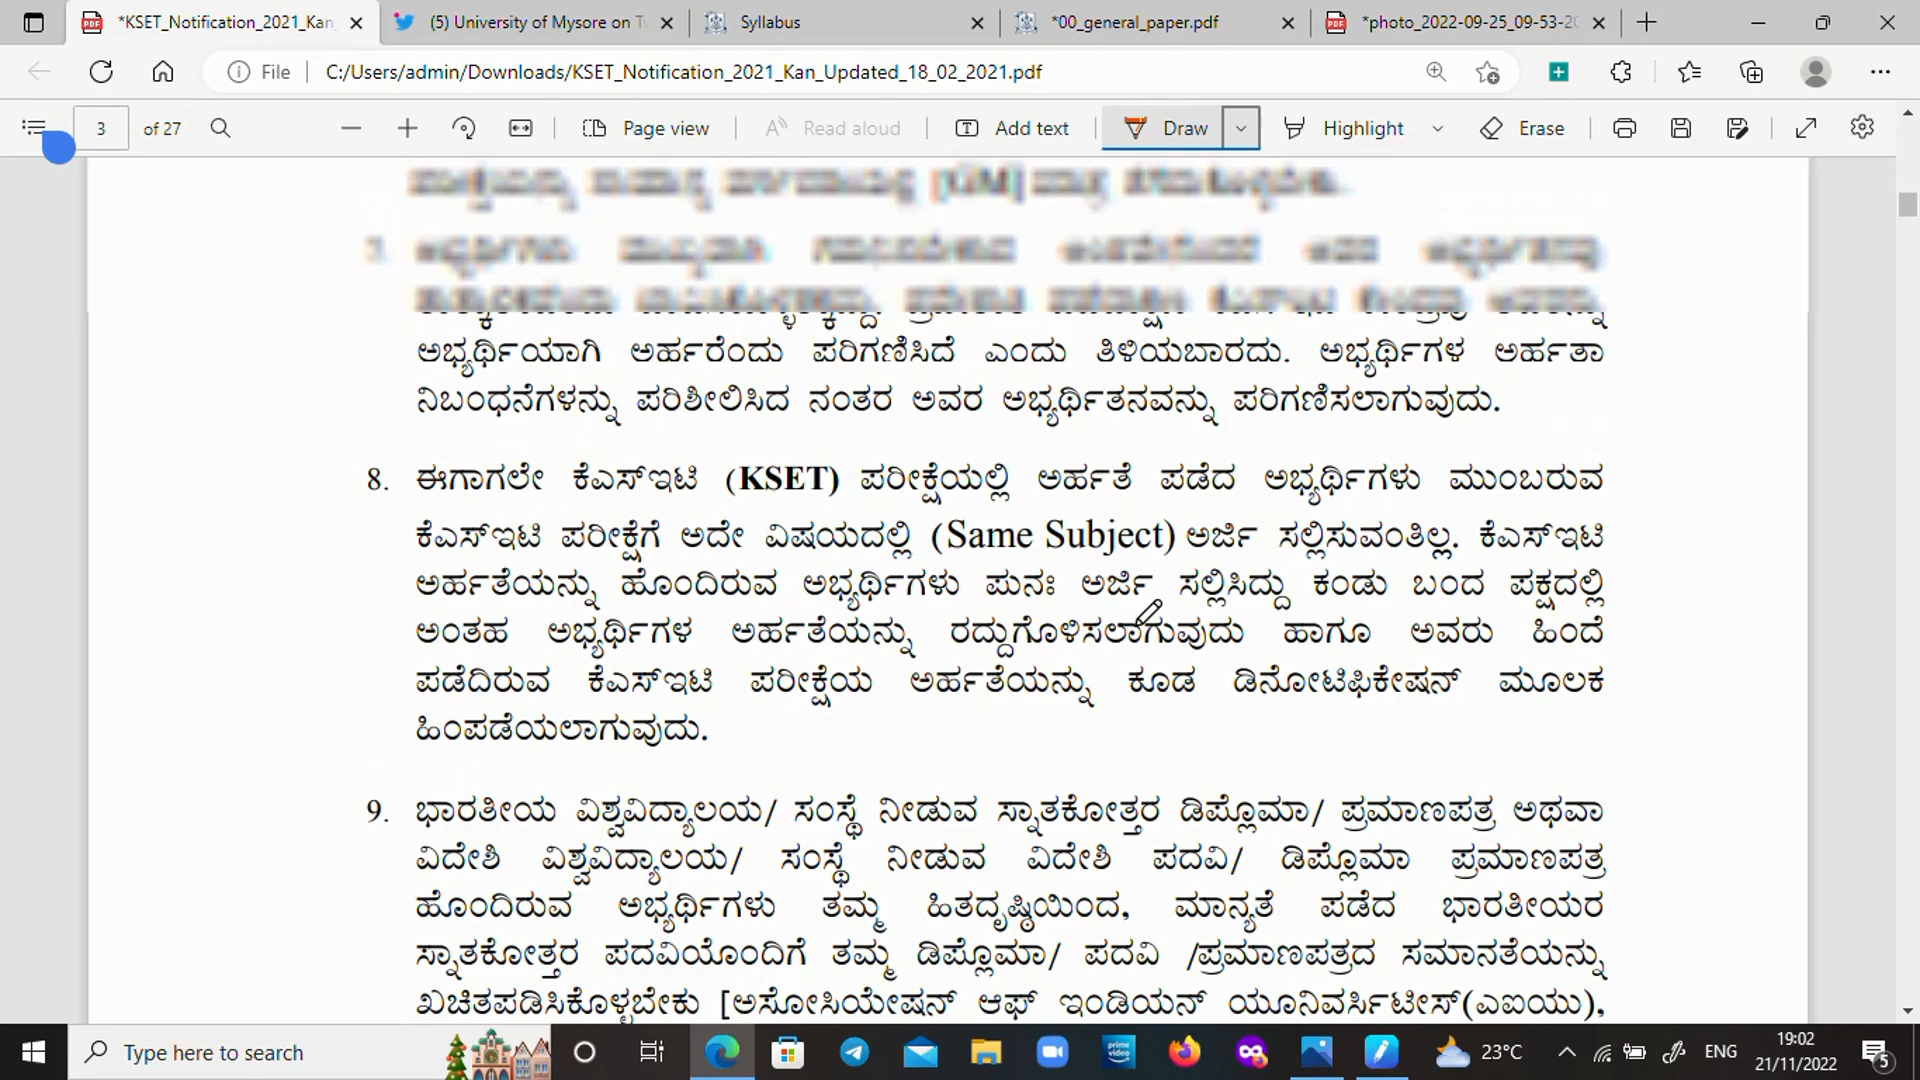 *KSET_Notification_2021_Kan
(5) University of Mysore on Tw
Syllabus
*00_general_paper.pdf
*photo_2022-09-25_09-53-20
File
C:/Users/admin/Downloads/KSET_Notification_2021_Kan_Updated_18_02_2021.pdf
3 of 27
Page view
Read aloud
Add text
Draw
Highlight
Erase
[GM]
ಅಭ್ಯರ್ಥಿಯಾಗಿ ಅರ್ಹರೆಂದು ಪರಿಗಣಿಸಿದೆ ಎಂದು ತಿಳಿಯಬಾರದು. ಅಭ್ಯರ್ಥಿಗಳ ಅರ್ಹತಾ
ನಿಬಂಧನೆಗಳನ್ನು ಪರಿಶೀಲಿಸಿದ ನಂತರ ಅವರ ಅಭ್ಯರ್ಥಿತನವನ್ನು ಪರಿಗಣಿಸಲಾಗುವುದು.
8. ಈಗಾಗಲೇ ಕೆಎಸ್ಇಟಿ (KSET) ಪರೀಕ್ಷೆಯಲ್ಲಿ ಅರ್ಹತೆ ಪಡೆದ ಅಭ್ಯರ್ಥಿಗಳು ಮುಂಬರುವ
ಕೆಎಸ್ಇಟಿ ಪರೀಕ್ಷೆಗೆ ಅದೇ ವಿಷಯದಲ್ಲಿ (Same Subject) ಅರ್ಜಿ ಸಲ್ಲಿಸುವಂತಿಲ್ಲ. ಕೆಎಸ್ಇಟಿ
ಅರ್ಹತೆಯನ್ನು ಹೊಂದಿರುವ ಅಭ್ಯರ್ಥಿಗಳು ಪುನಃ ಅರ್ಜಿ ಸಲ್ಲಿಸಿದ್ದು ಕಂಡು ಬಂದ ಪಕ್ಷದಲ್ಲಿ
ಅಂತಹ ಅಭ್ಯರ್ಥಿಗಳ ಅರ್ಹತೆಯನ್ನು ರದ್ದುಗೊಳಿಸಲಾಗುವುದು ಹಾಗೂ ಅವರು ಹಿಂದೆ
ಪಡೆದಿರುವ ಕೆಎಸ್ಇಟಿ ಪರೀಕ್ಷೆಯ ಅರ್ಹತೆಯನ್ನು ಕೂಡ ಡಿನೋಟಿಫಿಕೇಷನ್ ಮೂಲಕ
ಹಿಂಪಡೆಯಲಾಗುವುದು.
9. ಭಾರತೀಯ ವಿಶ್ವವಿದ್ಯಾಲಯ/ ಸಂಸ್ಥೆ ನೀಡುವ ಸ್ನಾತಕೋತ್ತರ ಡಿಪ್ಲೊಮಾ/ ಪ್ರಮಾಣಪತ್ರ ಅಥವಾ
ವಿದೇಶಿ ವಿಶ್ವವಿದ್ಯಾಲಯ/ ಸಂಸ್ಥೆ ನೀಡುವ ವಿದೇಶಿ ಪದವಿ/ ಡಿಪ್ಲೊಮಾ ಪ್ರಮಾಣಪತ್ರ
ಹೊಂದಿರುವ ಅಭ್ಯರ್ಥಿಗಳು ತಮ್ಮ ಹಿತದೃಷ್ಠಿಯಿಂದ, ಮಾನ್ಯತೆ ಪಡೆದ ಭಾರತೀಯರ
ಸ್ನಾತಕೋತ್ತರ ಪದವಿಯೊಂದಿಗೆ ತಮ್ಮ ಡಿಪ್ಲೊಮಾ/ ಪದವಿ /ಪ್ರಮಾಣಪತ್ರದ ಸಮಾನತೆಯನ್ನು
ಖಚಿತಪಡಿಸಿಕೊಳ್ಳಬೇಕು [ಅಸೋಸಿಯೇಷನ್ ಆಫ್ ಇಂಡಿಯನ್ ಯೂನಿವರ್ಸಿಟೀಸ್(ಎಐಯು),
Type here to search
prime video
23°C
ENG
19:02
21/11/2022
5